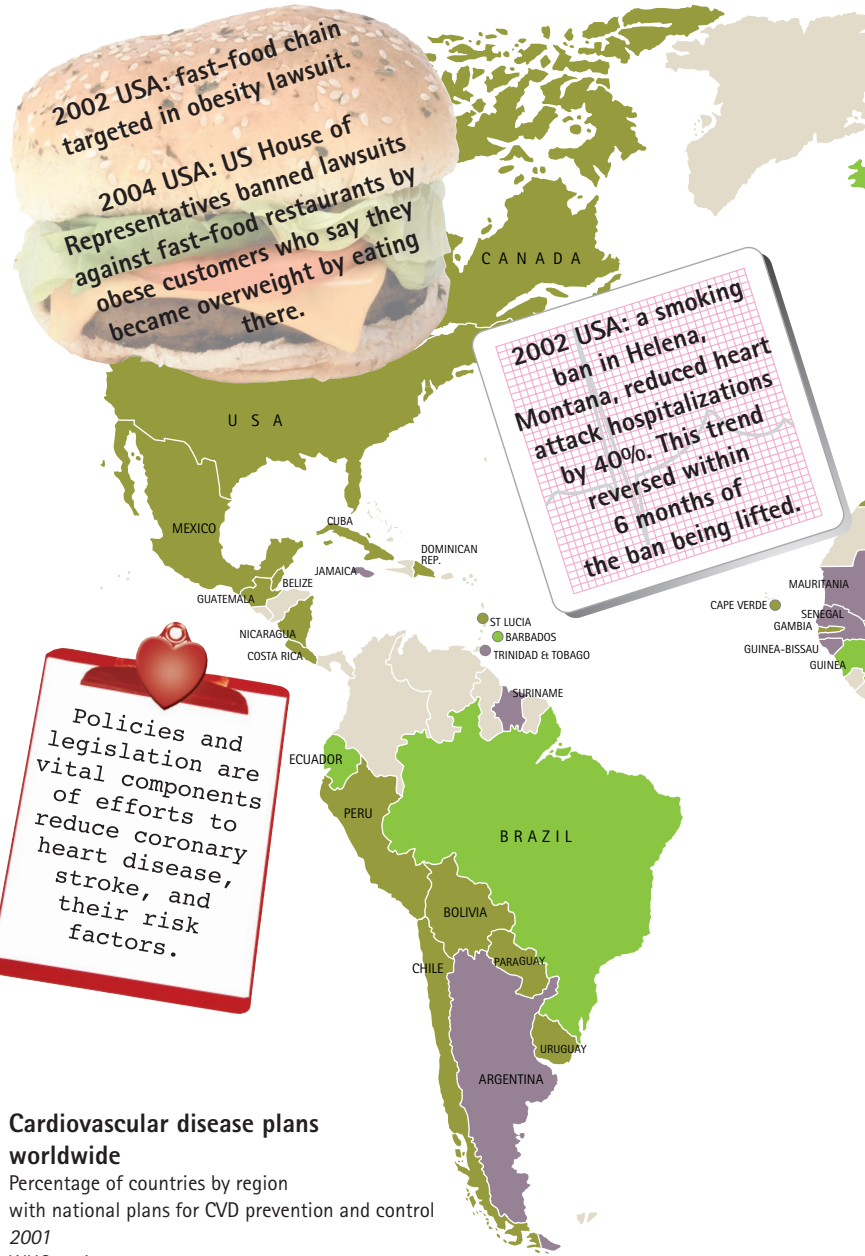 2002 USA: fast-food chain
targeted in obesity lawsuit.
2004 USA: US House of
Representatives banned lawsuits
against fast-food restaurants by
obese customers who say they
became overweight by eating
there.
CANADA
2002 USA: a smoking
ban in Helena,
Montana, reduced heart
attack hospitalizations
by 40%. This trend
reversed within
6 months of
the ban being lifted.
USA
MEXICO
CUBA
DOMINICAN
REP.
JAMAICA
BELIZE
GUATEMALA
NICARAGUA
COSTA RICA
ST LUCIA
BARBADOS
TRINIDAD & TOBAGO
MAURITANIA
CAPE VERDE
SENEGAL
GAMBIA
GUINEA-BISSAU
GUINEA
SURINAME
Policies and
legislation are
vital components
of efforts to
reduce coronary
heart disease,
stroke, and
their risk
factors.
ECUADOR
PERU
BRAZIL
BOLIVIA
PARAGUAY
CHILE
URUGUAY
ARGENTINA
Cardiovascular disease plans
worldwide
Percentage of countries by region
with national plans for CVD prevention and control
2001